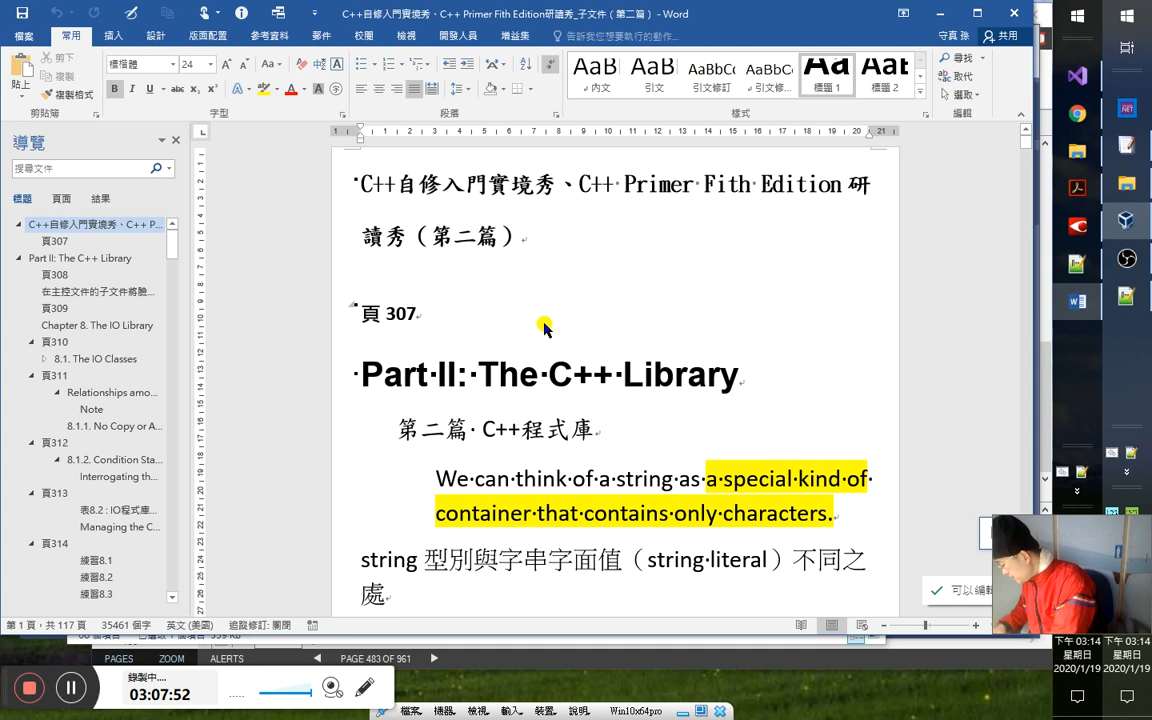 C++自修入門實境秀、C++ Primer Fith Edition研讀秀_子文件（第二篇） - Word
檔案 常用 插入 設計 版面配置 參考資料 郵件 校閱 檢視 開發人員 增益集 告訴我您想要執行的動作... 守真 孫 共用
貼上 剪下 複製 複製格式
標楷體 24
AaB AaB AaBbCc AaBbCc AaB AaB
內文 引文 引文修訂 引文修... 標題 1 標題 2
尋找 取代 選取
剪貼簿 字型 段落 樣式 編輯
導覽
搜尋文件
標題 頁面 結果
C++自修入門實境秀、C++ P...
頁307
Part II: The C++ Library
頁308
在主控文件的子文件將臉...
頁309
Chapter 8. The IO Library
頁310
8.1. The IO Classes
頁311
Relationships amo...
Note
8.1.1. No Copy or A...
頁312
8.1.2. Condition Sta...
Interrogating th...
頁313
表8.2：IO程式庫...
Managing the C...
頁314
練習8.1
練習8.2
練習8.3
C++自修入門實境秀、C++ Primer Fith Edition 研
讀秀（第二篇）
頁 307
Part II: The C++ Library
第二篇 C++程式庫
We can think of a string as a special kind of
container that contains only characters.
string 型別與字串字面值（string literal）不同之
處
可以編輯
第 1 頁，共 117 頁 35461 個字 英文 (美國) 追蹤修訂: 關閉
PAGES ZOOM ALERTS PAGE 483 OF 961
錄製中....
03:07:52
檔案 機器 檢視 輸入 裝置 說明 Win10x64pro
下午 03:14
星期日
2020/1/19
下午 03:14
星期日
2020/1/19